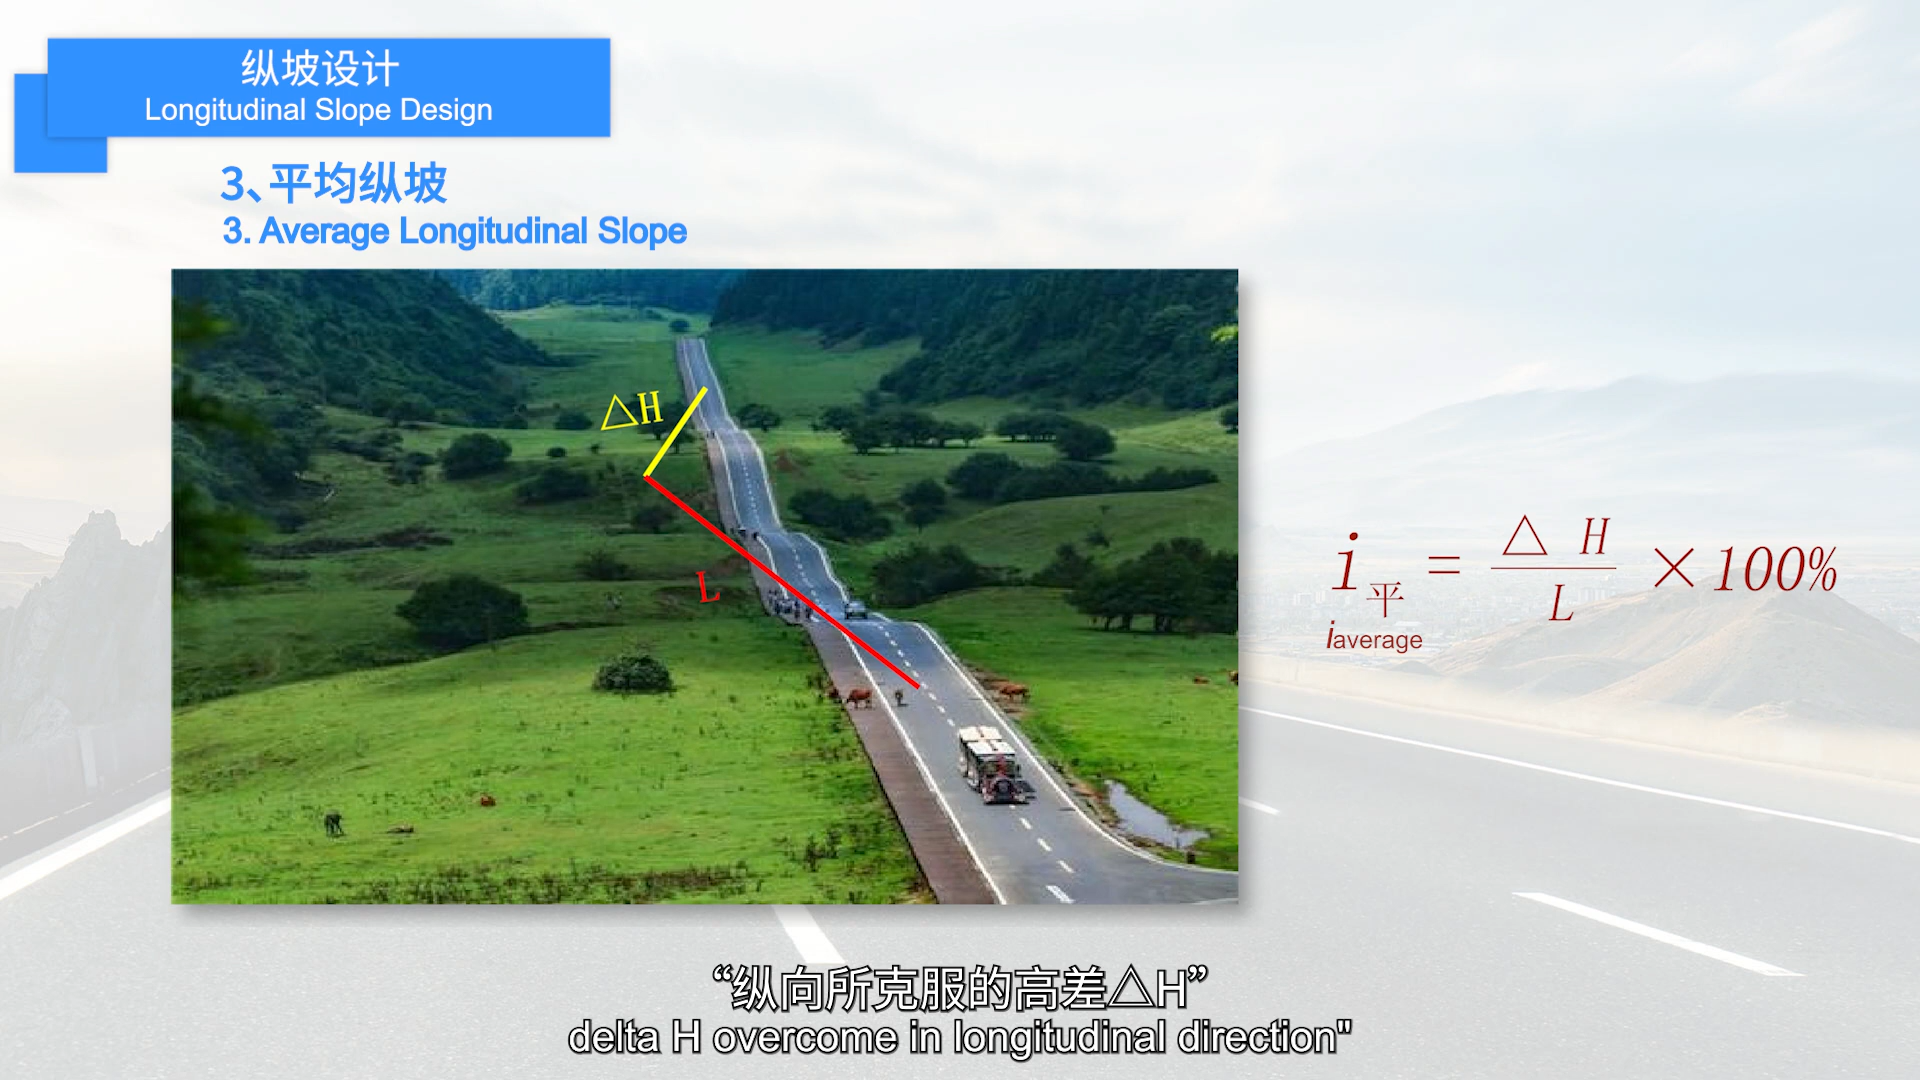 纵坡设计
Longitudinal Slope Design
3、平均纵坡
3. Average Longitudinal Slope
△H
L
i平 = △ H / L × 100%
iaverage
“纵向所克服的高差△H”
delta H overcome in longitudinal direction"